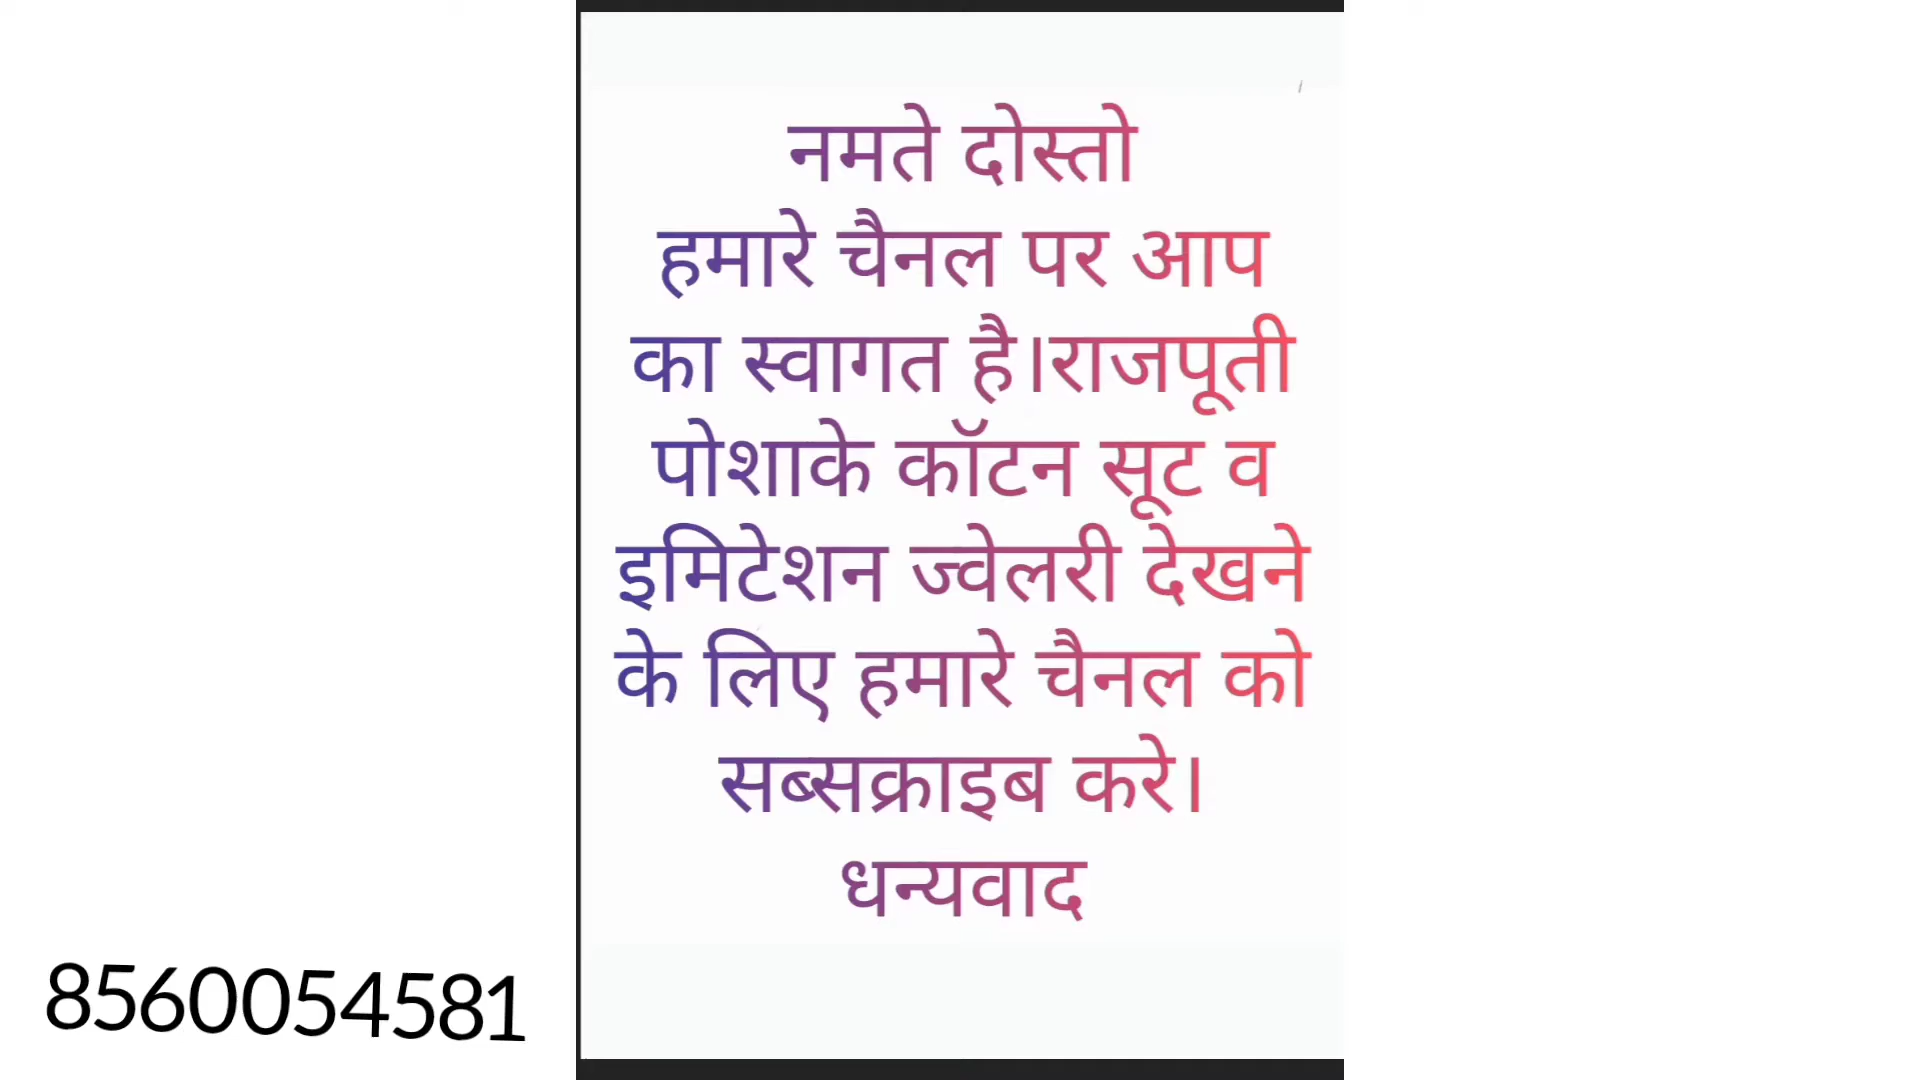 नमते दोस्तो
हमारे चैनल पर आप
का स्वागत है।राजपूती
पोशाके कॉटन सूट व
इमिटेशन ज्वेलरी देखने
के लिए हमारे चैनल को
सब्सक्राइब करे।
धन्यवाद
8560054581